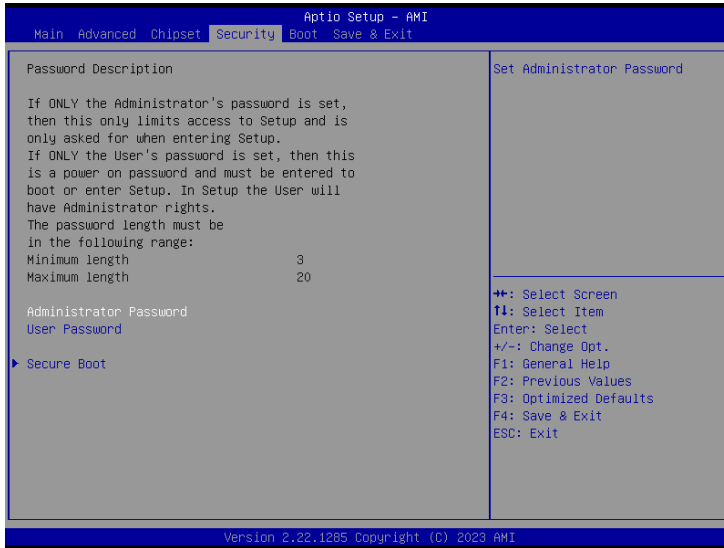 Aptio Setup – AMI
Main Advanced Chipset Security Boot Save & Exit
Password Description
If ONLY the Administrator's password is set,
then this only limits access to Setup and is
only asked for when entering Setup.
If ONLY the User's password is set, then this
is a power on password and must be entered to
boot or enter Setup. In Setup the User will
have Administrator rights.
The password length must be
in the following range:
Minimum length 3
Maximum length 20
Administrator Password
User Password
Secure Boot
Set Administrator Password
→←: Select Screen
↑↓: Select Item
Enter: Select
+/-: Change Opt.
F1: General Help
F2: Previous Values
F3: Optimized Defaults
F4: Save & Exit
ESC: Exit
Version 2.22.1285 Copyright (C) 2023 AMI